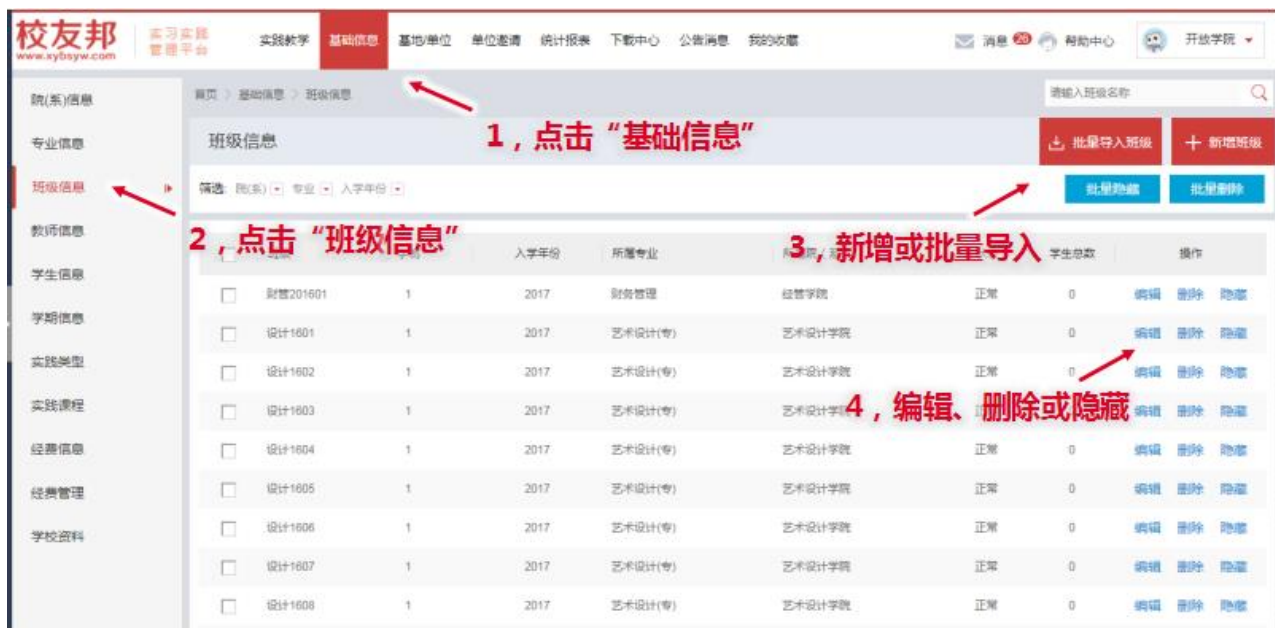 校友邦
www.xybsyw.com
实习实践
管理平台
实践教学 基础信息 基地/单位 单位邀请 统计报表 下载中心 公告消息 我的收藏
消息 26 帮助中心 开放学院
院(系)信息
专业信息
班级信息
教师信息
学生信息
学期信息
实践类型
实践课程
经费信息
经费管理
学校资料
首页 > 基础信息 > 班级信息
请输入班级名称
1，点击“基础信息”
班级信息
批量导入班级 + 新增班级
筛选: 院(系) 专业 入学年份
批量隐藏 批量删除
2，点击“班级信息”
3，新增或批量导入
入学年份 所属专业 学生总数 操作
财管201601 1 2017 财务管理 经管学院 正常 0 编辑 删除 隐藏
设计1601 1 2017 艺术设计(专) 艺术设计学院 正常 0 编辑 删除 隐藏
设计1602 1 2017 艺术设计(专) 艺术设计学院 正常 0 编辑 删除 隐藏
4，编辑、删除或隐藏
设计1603 1 2017 艺术设计(专) 艺术设计学院 编辑 删除 隐藏
设计1604 1 2017 艺术设计(专) 艺术设计学院 正常 0 编辑 删除 隐藏
设计1605 1 2017 艺术设计(专) 艺术设计学院 正常 0 编辑 删除 隐藏
设计1606 1 2017 艺术设计(专) 艺术设计学院 正常 0 编辑 删除 隐藏
设计1607 1 2017 艺术设计(专) 艺术设计学院 正常 0 编辑 删除 隐藏
设计1608 1 2017 艺术设计(专) 艺术设计学院 正常 0 编辑 删除 隐藏